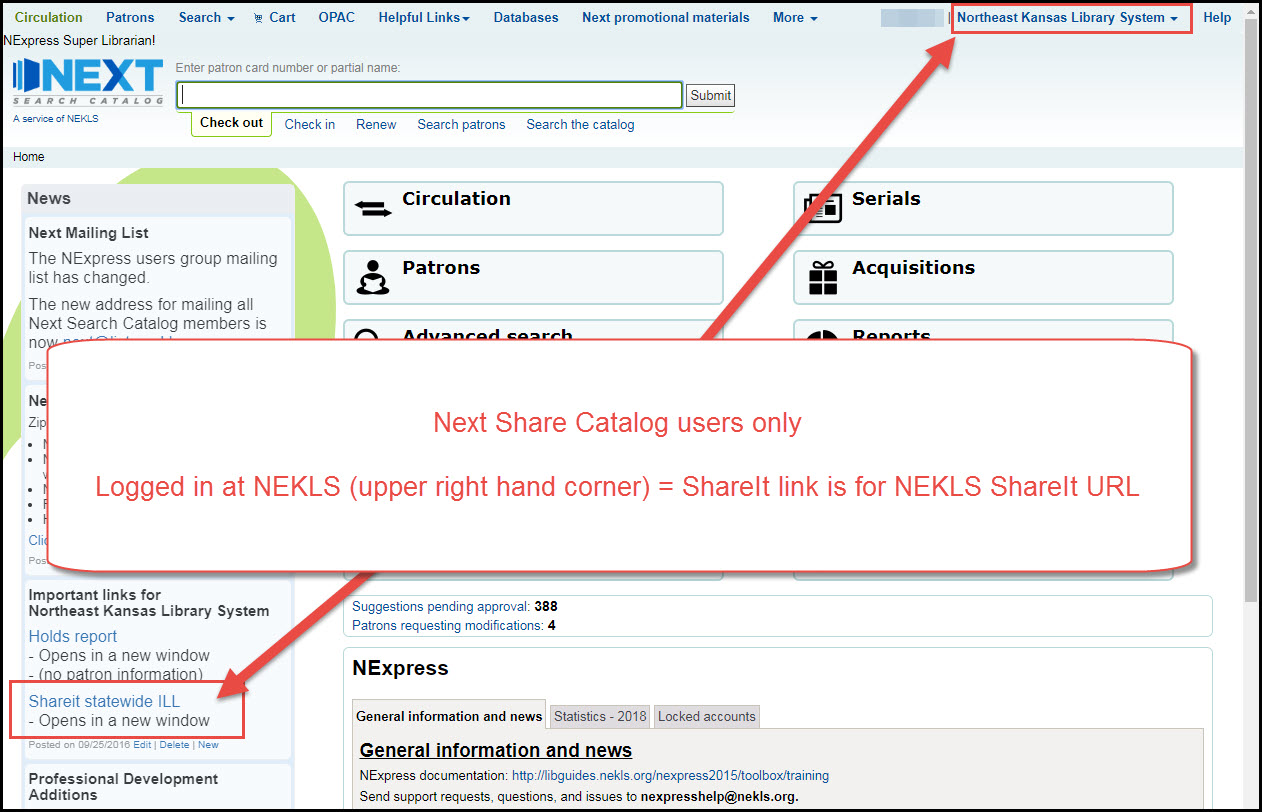 Circulation Patrons Search Cart OPAC Helpful Links Databases Next promotional materials More | Northeast Kansas Library System Help
NExpress Super Librarian!
NEXT
SEARCH CATALOG
A service of NEKLS
Enter patron card number or partial name:
Submit
Check out Check in Renew Search patrons Search the catalog
Home
News
Next Mailing List
The NExpress users group mailing
list has changed.
The new address for mailing all
Next Search Catalog members is
now
Pos
Ne
Zip
Clic
Pos
Circulation
Serials
Patrons
Acquisitions
Advanced search
Reports
Next Share Catalog users only
Logged in at NEKLS (upper right hand corner) = ShareIt link is for NEKLS ShareIt URL
Important links for
Northeast Kansas Library System
Holds report
- Opens in a new window
- (no patron information)
Shareit statewide ILL
- Opens in a new window
Posted on 09/25/2016 Edit | Delete | New
Professional Development
Additions
Suggestions pending approval: 388
Patrons requesting modifications: 4
NExpress
General information and news Statistics - 2018 Locked accounts
General information and news
NExpress documentation: http://libguides.nekls.org/nexpress2015/toolbox/training
Send support requests, questions, and issues to nexpresshelp@nekls.org.